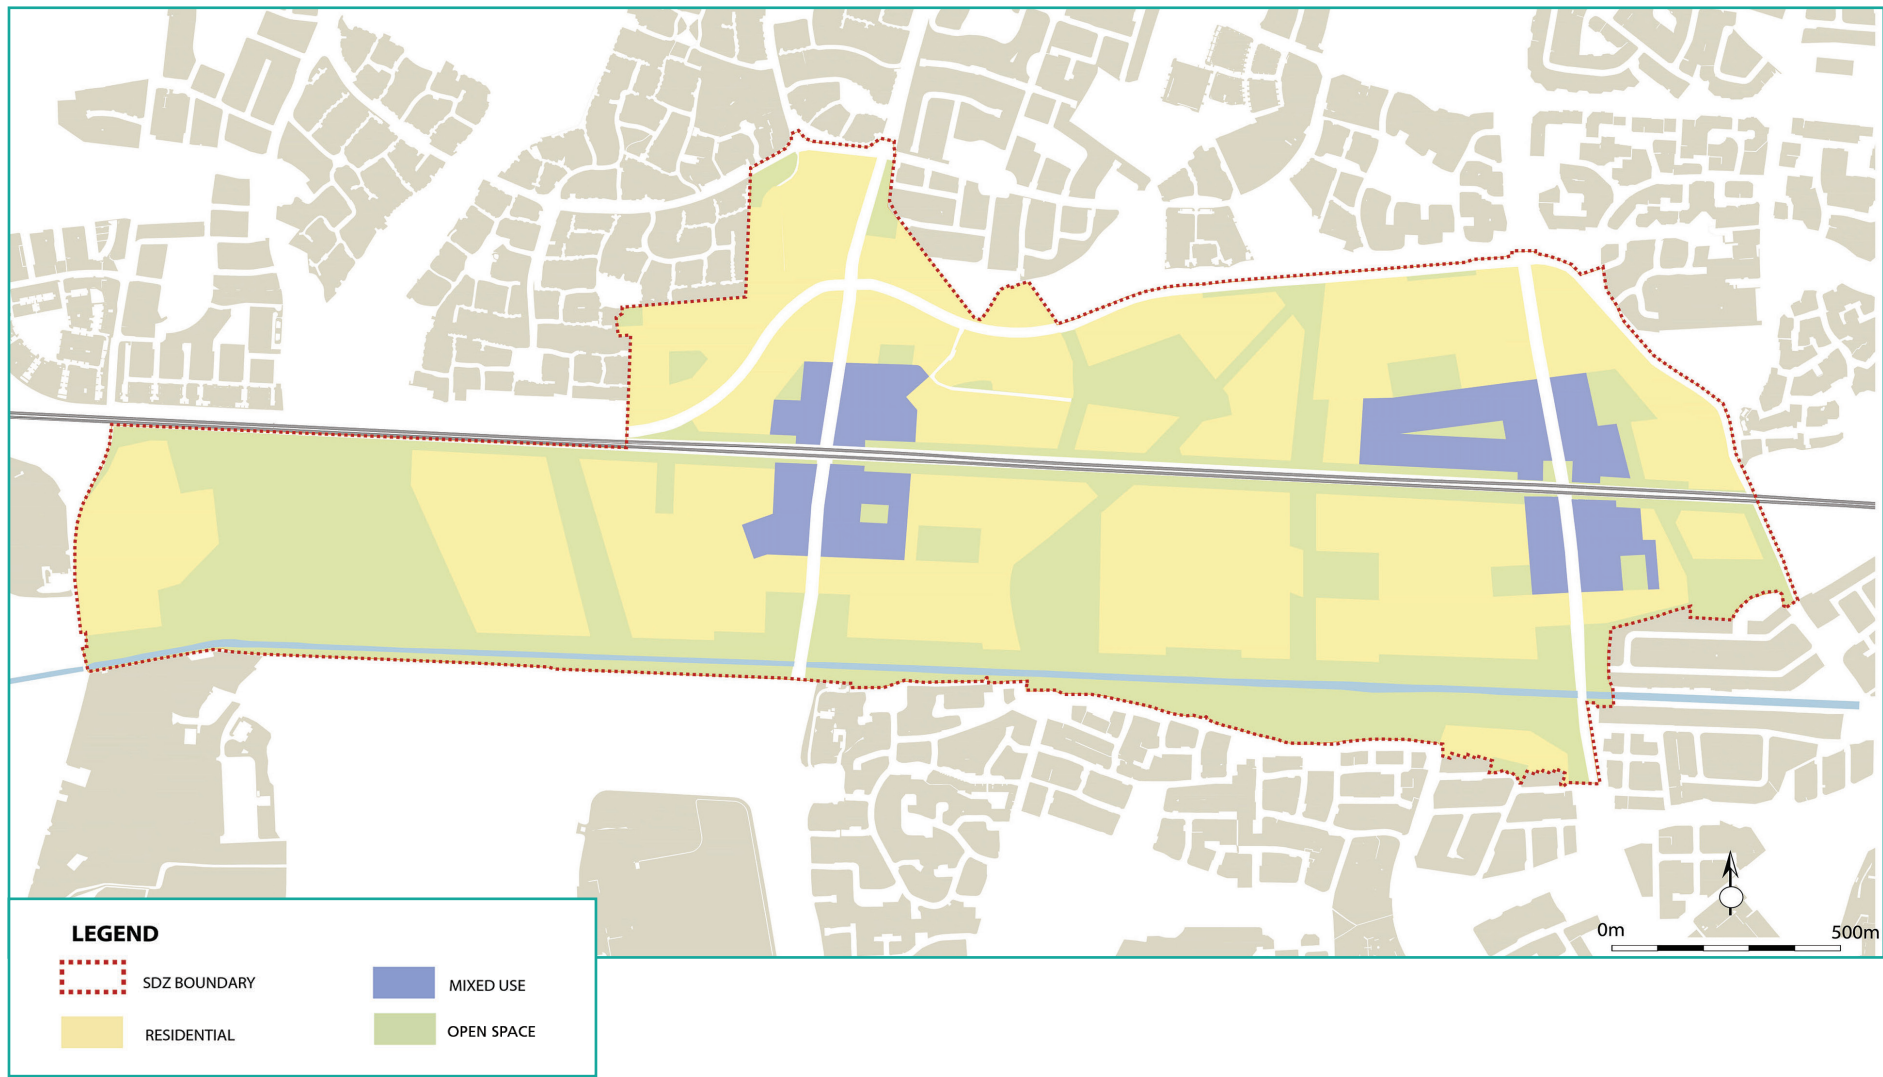 0m 500m
LEGEND
SDZ BOUNDARY
MIXED USE
RESIDENTIAL
OPEN SPACE